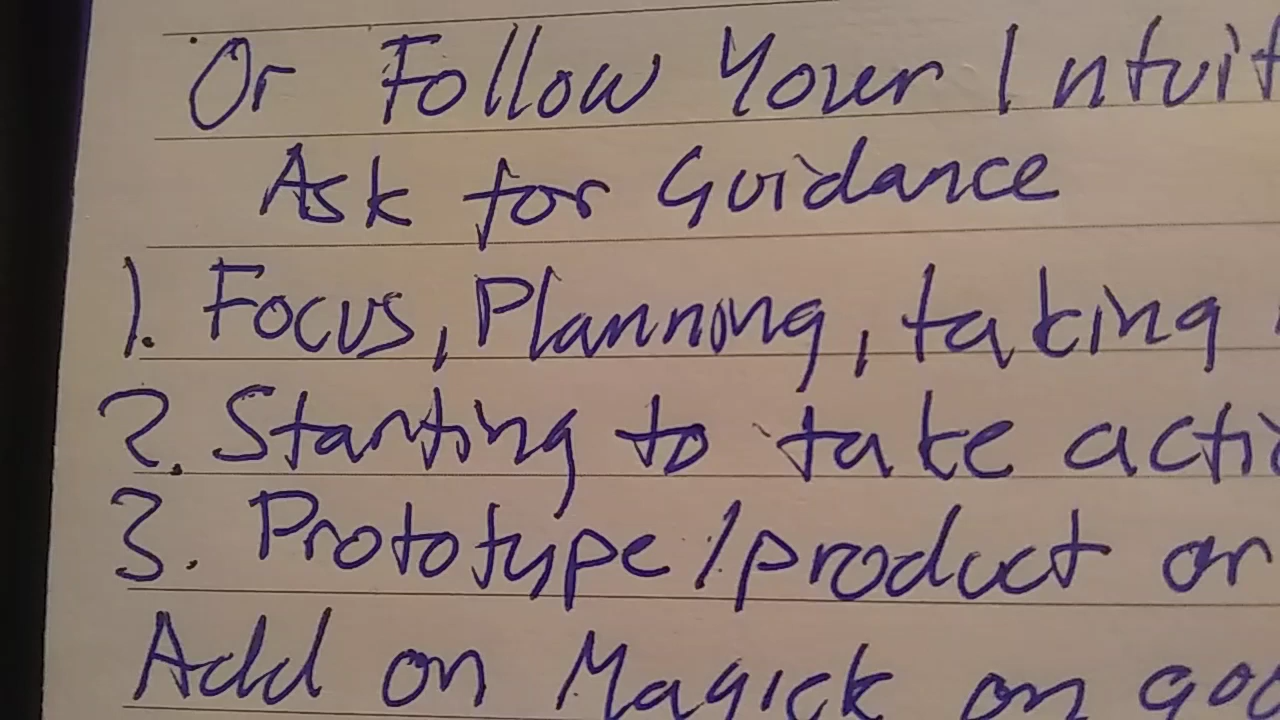 Or Follow Your Intuit
Ask for Guidance
1. Focus, Planning, taking
2. Starting to take acti
3. Prototype/product or
Add on Magick on goo